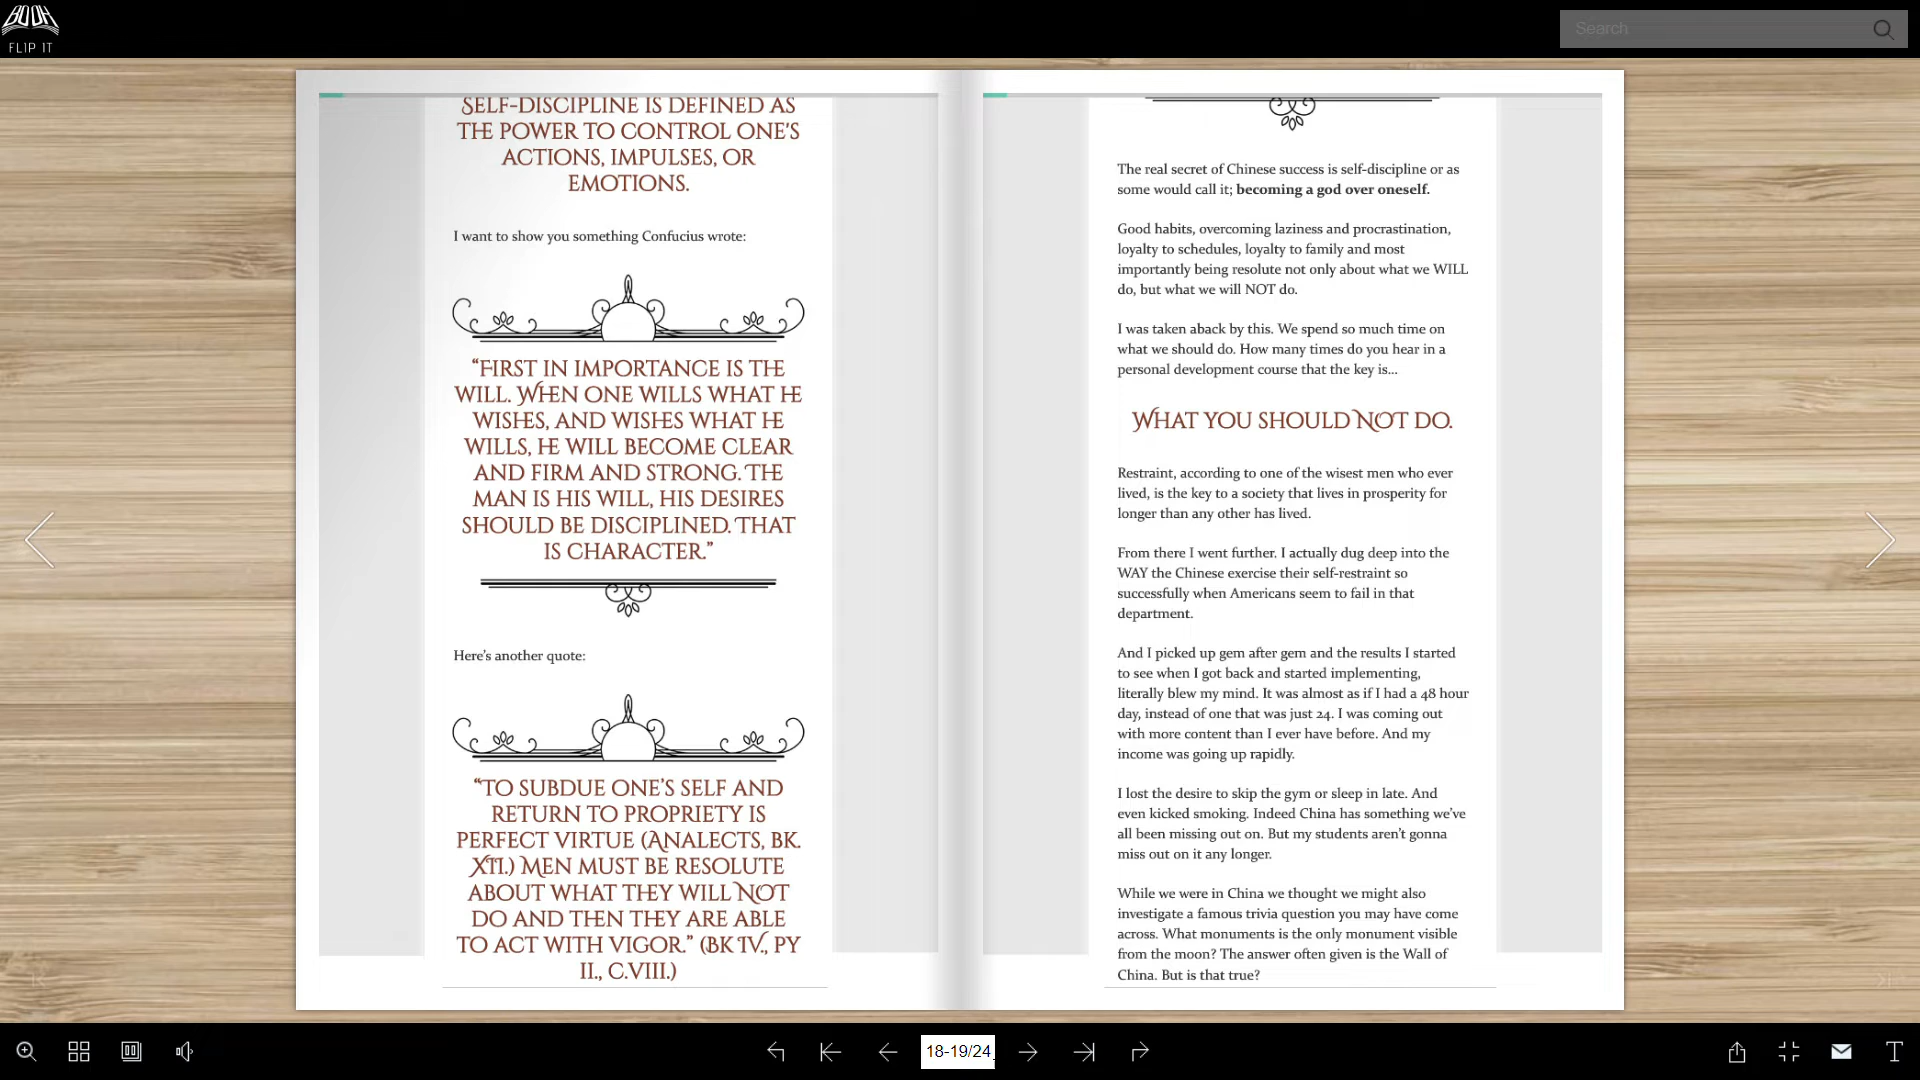 BOOK
FLIP IT
Search
SELF-DISCIPLINE IS DEFINED AS
THE POWER TO CONTROL ONE'S
ACTIONS, IMPULSES, OR
EMOTIONS.
I want to show you something Confucius wrote:
“FIRST IN IMPORTANCE IS THE
WILL. WHEN ONE WILLS WHAT HE
WISHES, AND WISHES WHAT HE
WILLS, HE WILL BECOME CLEAR
AND FIRM AND STRONG. THE
MAN IS HIS WILL, HIS DESIRES
SHOULD BE DISCIPLINED. THAT
IS CHARACTER.”
Here’s another quote:
“TO SUBDUE ONE’S SELF AND
RETURN TO PROPRIETY IS
PERFECT VIRTUE (ANALECTS, BK.
XII.) MEN MUST BE RESOLUTE
ABOUT WHAT THEY WILL NOT
DO AND THEN THEY ARE ABLE
TO ACT WITH VIGOR.” (BK IV., PY
II., C.VIII.)
The real secret of Chinese success is self-discipline or as
some would call it; becoming a god over oneself.
Good habits, overcoming laziness and procrastination,
loyalty to schedules, loyalty to family and most
importantly being resolute not only about what we WILL
do, but what we will NOT do.
I was taken aback by this. We spend so much time on
what we should do. How many times do you hear in a
personal development course that the key is...
WHAT YOU SHOULD NOT DO.
Restraint, according to one of the wisest men who ever
lived, is the key to a society that lives in prosperity for
longer than any other has lived.
From there I went further. I actually dug deep into the
WAY the Chinese exercise their self-restraint so
successfully when Americans seem to fail in that
department.
And I picked up gem after gem and the results I started
to see when I got back and started implementing,
literally blew my mind. It was almost as if I had a 48 hour
day, instead of one that was just 24. I was coming out
with more content than I ever have before. And my
income was going up rapidly.
I lost the desire to skip the gym or sleep in late. And
even kicked smoking. Indeed China has something we’ve
all been missing out on. But my students aren’t gonna
miss out on it any longer.
While we were in China we thought we might also
investigate a famous trivia question you may have come
across. What monuments is the only monument visible
from the moon? The answer often given is the Wall of
China. But is that true?
18-19/24
T